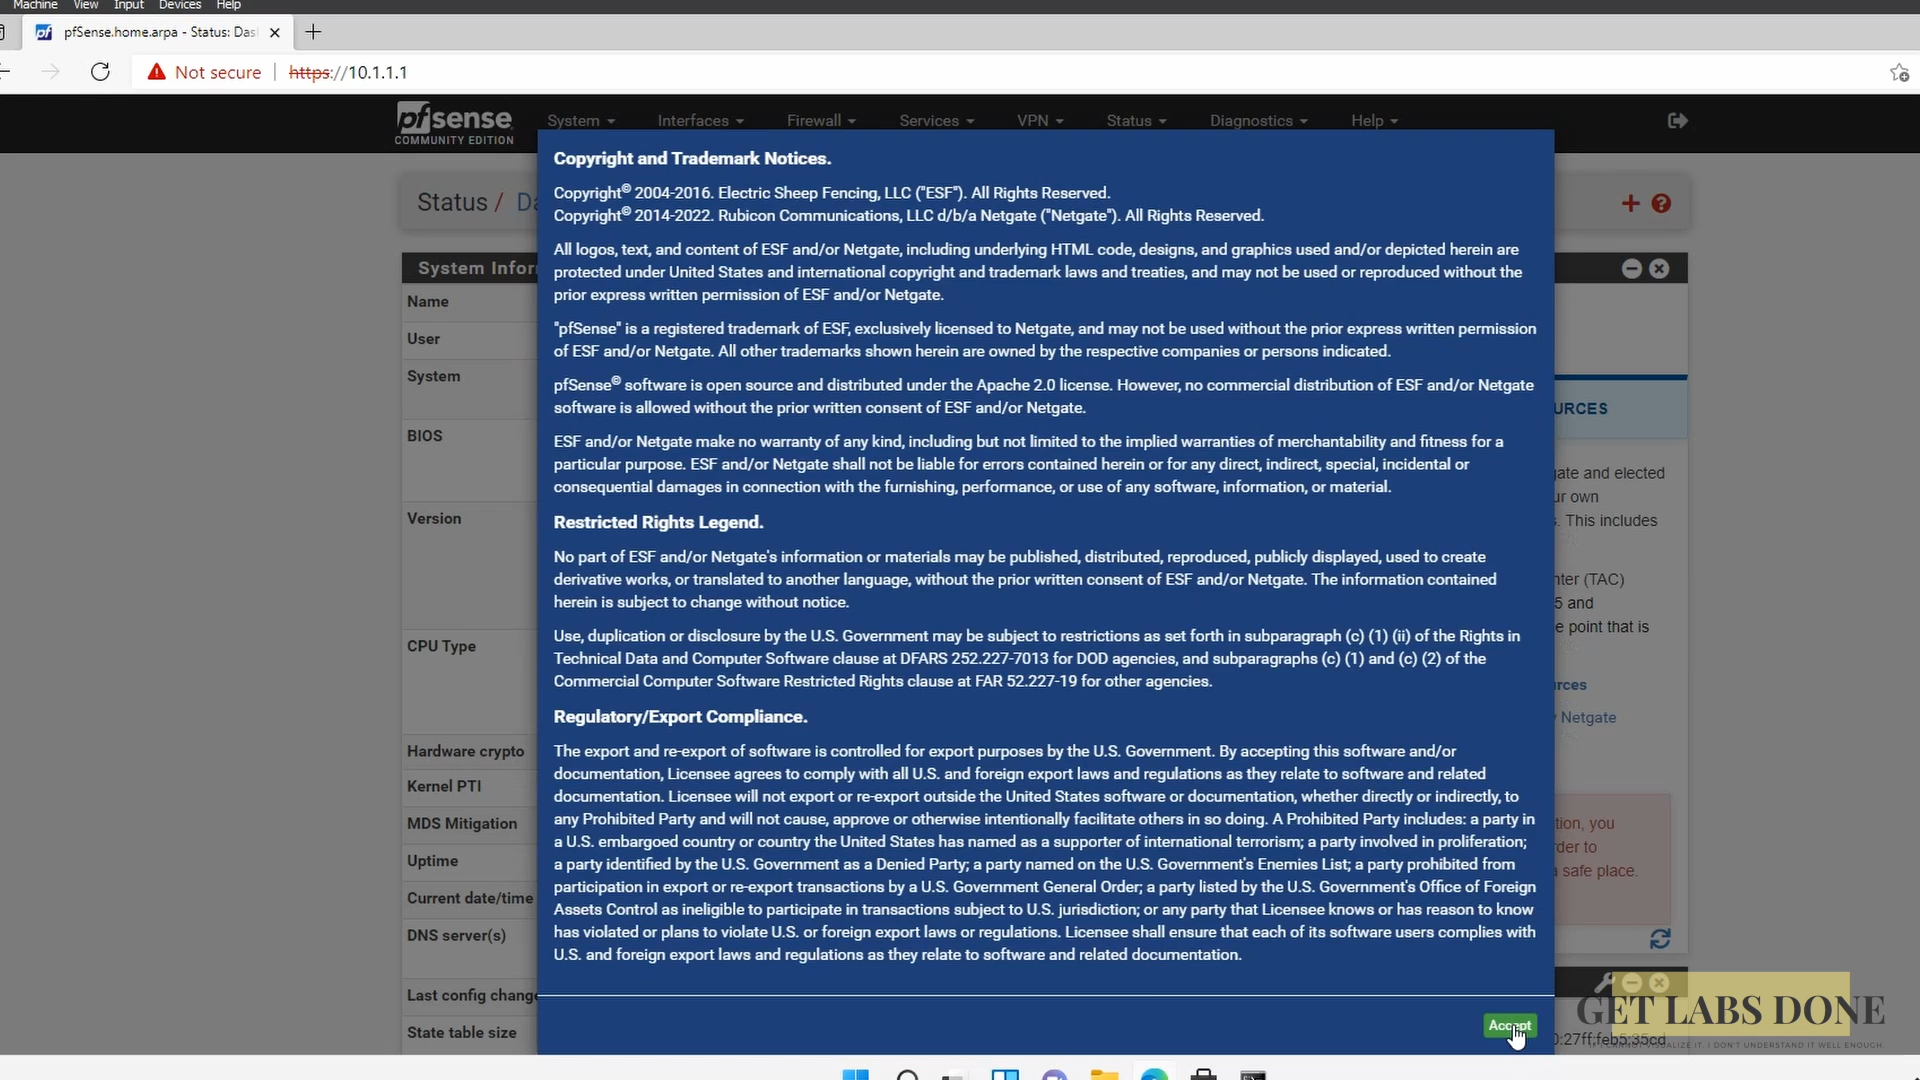 Machine View Input Devices Help
pfSense.home.arpa - Status: Das
Not secure https://10.1.1.1
pfsense COMMUNITY EDITION System Interfaces Firewall Services VPN Status Diagnostics Help
Copyright and Trademark Notices.
Copyright© 2004-2016. Electric Sheep Fencing, LLC ("ESF"). All Rights Reserved.
Copyright© 2014-2022. Rubicon Communications, LLC d/b/a Netgate ("Netgate"). All Rights Reserved.
All logos, text, and content of ESF and/or Netgate, including underlying HTML code, designs, and graphics used and/or depicted herein are
protected under United States and international copyright and trademark laws and treaties, and may not be used or reproduced without the
prior express written permission of ESF and/or Netgate.
"pfSense" is a registered trademark of ESF, exclusively licensed to Netgate, and may not be used without the prior express written permission
of ESF and/or Netgate. All other trademarks shown herein are owned by the respective companies or persons indicated.
pfSense© software is open source and distributed under the Apache 2.0 license. However, no commercial distribution of ESF and/or Netgate
software is allowed without the prior written consent of ESF and/or Netgate.
ESF and/or Netgate make no warranty of any kind, including but not limited to the implied warranties of merchantability and fitness for a
particular purpose. ESF and/or Netgate shall not be liable for errors contained herein or for any direct, indirect, special, incidental or
consequential damages in connection with the furnishing, performance, or use of any software, information, or material.
Restricted Rights Legend.
No part of ESF and/or Netgate's information or materials may be published, distributed, reproduced, publicly displayed, used to create
derivative works, or translated to another language, without the prior written consent of ESF and/or Netgate. The information contained
herein is subject to change without notice.
Use, duplication or disclosure by the U.S. Government may be subject to restrictions as set forth in subparagraph (c) (1) (ii) of the Rights in
Technical Data and Computer Software clause at DFARS 252.227-7013 for DOD agencies, and subparagraphs (c) (1) and (c) (2) of the
Commercial Computer Software Restricted Rights clause at FAR 52.227-19 for other agencies.
Regulatory/Export Compliance.
The export and re-export of software is controlled for export purposes by the U.S. Government. By accepting this software and/or
documentation, Licensee agrees to comply with all U.S. and foreign export laws and regulations as they relate to software and related
documentation. Licensee will not export or re-export outside the United States software or documentation, whether directly or indirectly, to
any Prohibited Party and will not cause, approve or otherwise intentionally facilitate others in so doing. A Prohibited Party includes: a party in
a U.S. embargoed country or country the United States has named as a supporter of international terrorism; a party involved in proliferation;
a party identified by the U.S. Government as a Denied Party; a party named on the U.S. Government's Enemies List; a party prohibited from
participation in export or re-export transactions by a U.S. Government General Order; a party listed by the U.S. Government's Office of Foreign
Assets Control as ineligible to participate in transactions subject to U.S. jurisdiction; or any party that Licensee knows or has reason to know
has violated or plans to violate U.S. or foreign export laws or regulations. Licensee shall ensure that each of its software users complies with
U.S. and foreign export laws and regulations as they relate to software and related documentation.
Accept
Status / Da
System Infor
Name
User
System
BIOS
Version
CPU Type
Hardware crypto
Kernel PTI
MDS Mitigation
Uptime
Current date/time
DNS server(s)
Last config change
State table size
URCES
gate and elected
ur own
s. This includes
nter (TAC)
5 and
e point that is
urces
Netgate
tion, you
rder to
a safe place.
GET LABS DONE
0:27ff:feb5:35cd
IF I CANNOT VISUALIZE IT. I DON'T UNDERSTAND IT WELL ENOUGH.